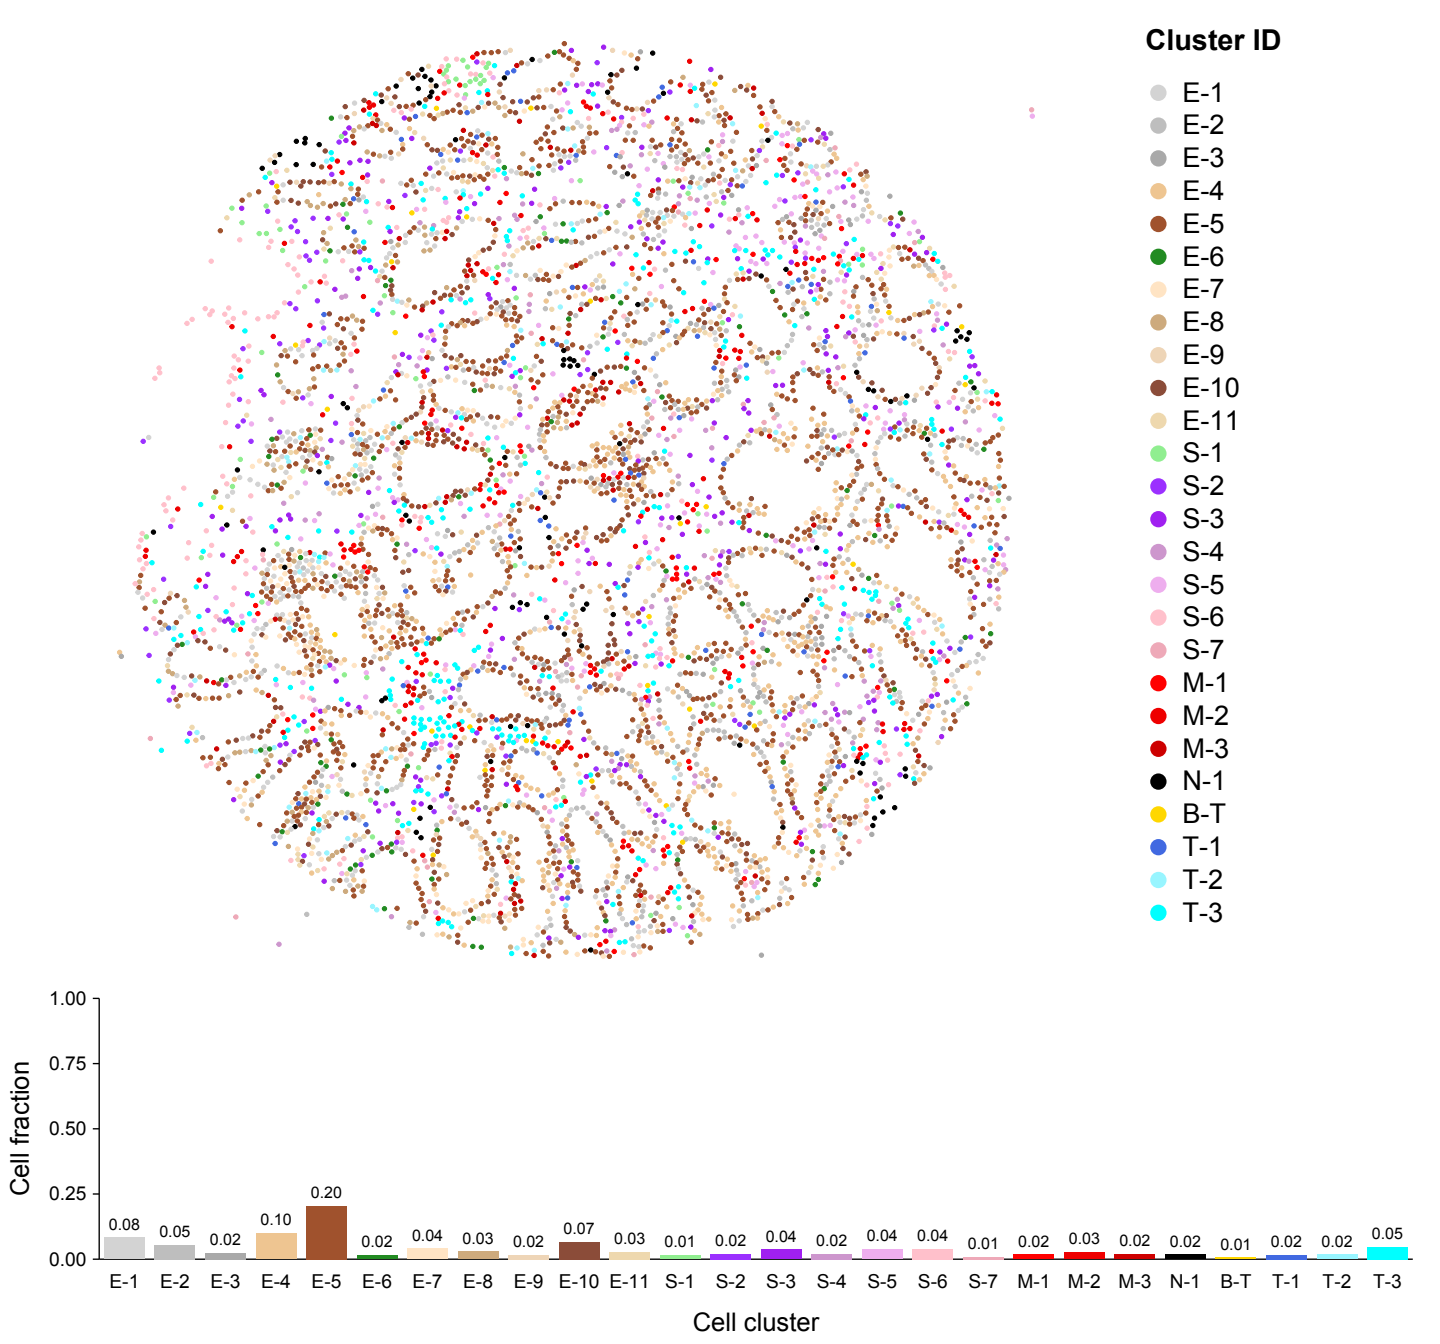 Cluster ID
E-1
E-2
E-3
E-4
E-5
E-6
E-7
E-8
E-9
E-10
E-11
S-1
S-2
S-3
S-4
S-5
S-6
S-7
M-1
M-2
M-3
N-1
B-T
T-1
T-2
T-3
1.00
0.75
0.50
0.25
0.00
Cell fraction
0.08 0.05 0.02 0.10 0.20 0.02 0.04 0.03 0.02 0.07 0.03 0.01 0.02 0.04 0.02 0.04 0.04 0.01 0.02 0.03 0.02 0.02 0.01 0.02 0.02 0.05
E-1 E-2 E-3 E-4 E-5 E-6 E-7 E-8 E-9 E-10 E-11 S-1 S-2 S-3 S-4 S-5 S-6 S-7 M-1 M-2 M-3 N-1 B-T T-1 T-2 T-3
Cell cluster